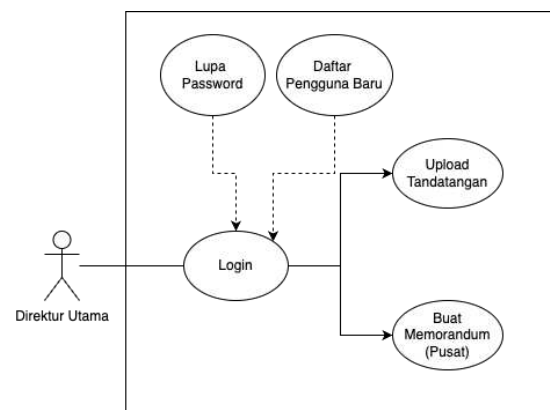 Lupa
Password
Daftar
Pengguna Baru
Upload
Tandatangan
Login
Direktur Utama
Buat
Memorandum
(Pusat)